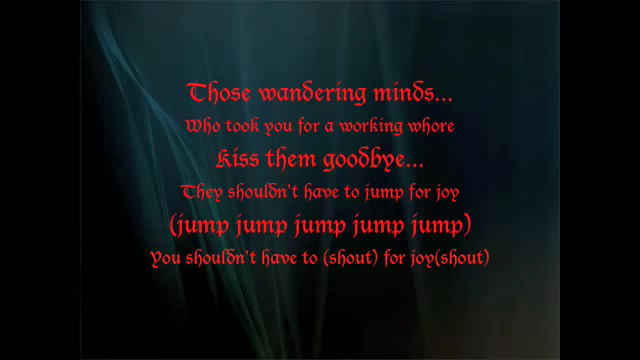 Those wandering minds...
Who took you for a working whore
Kiss them goodbye...
They shouldn't have to jump for joy
(jump jump jump jump jump)
You shouldn't have to (shout) for joy(shout)